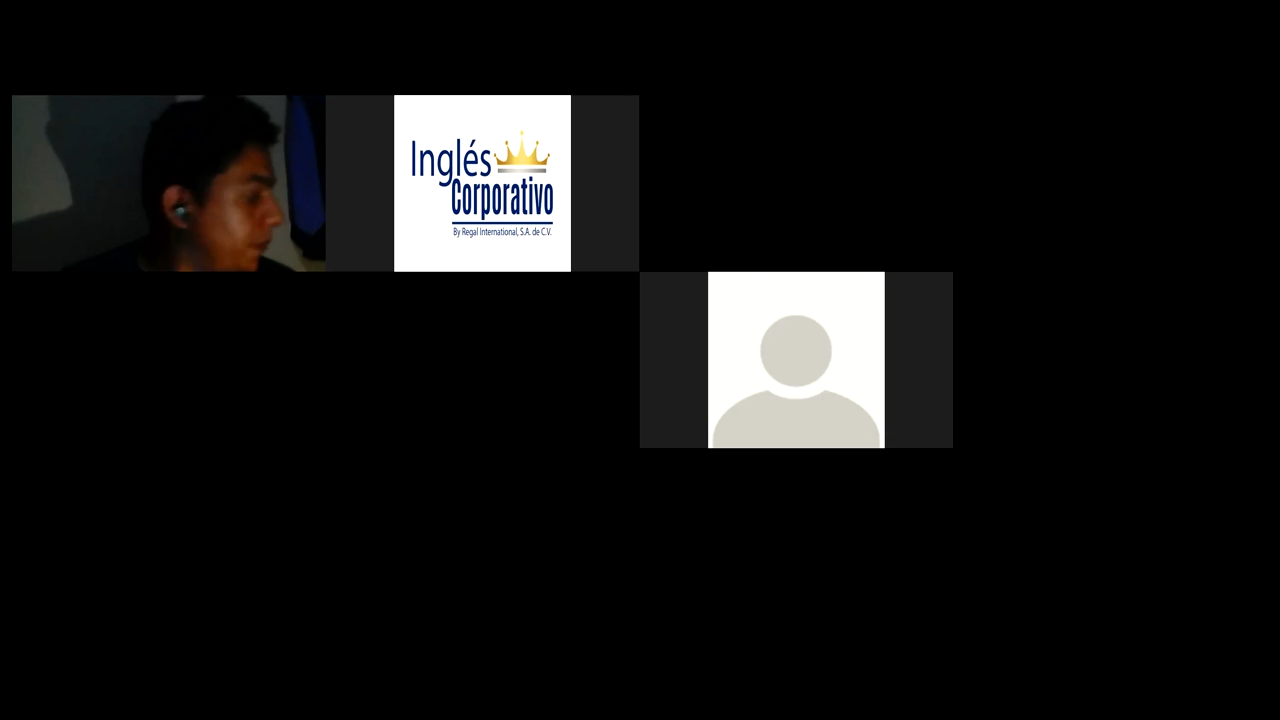 Inglés
Corporativo
By Regal International, S.A. de C.V.